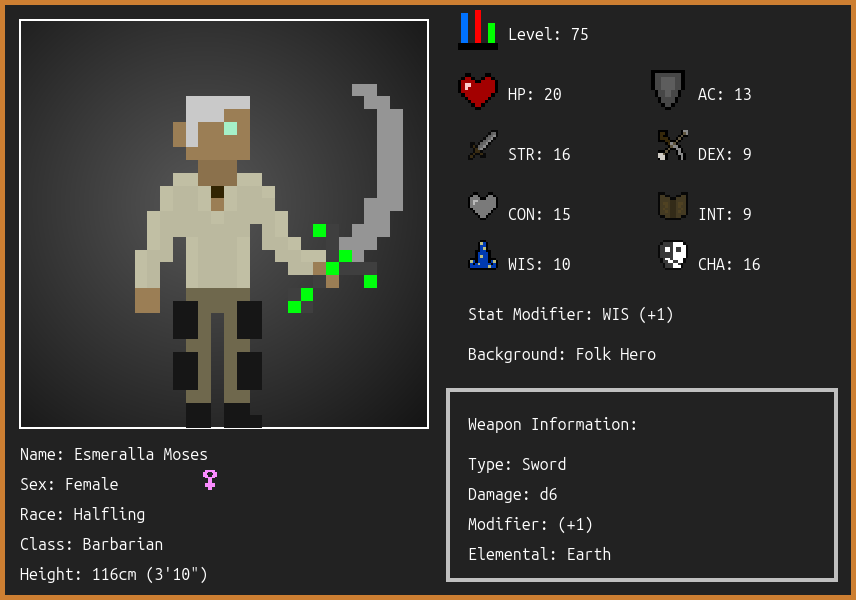 Level: 75
HP: 20
AC: 13
STR: 16
DEX: 9
CON: 15
INT: 9
WIS: 10
CHA: 16
Stat Modifier: WIS (+1)
Background: Folk Hero
Weapon Information:
Type: Sword
Damage: d6
Modifier: (+1)
Elemental: Earth
Name: Esmeralla Moses
Sex: Female
Race: Halfling
Class: Barbarian
Height: 116cm (3'10")